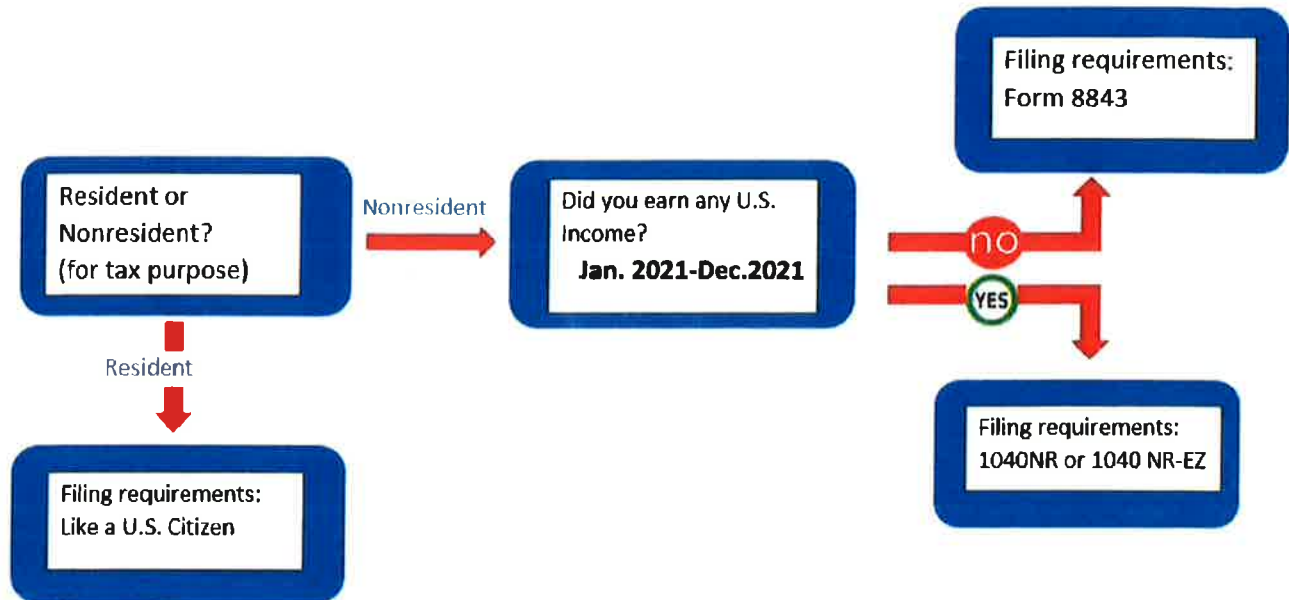 Filing requirements:
Form 8843
Resident or
Nonresident?
(for tax purpose)
Nonresident
Did you earn any U.S.
Income?
Jan. 2021-Dec.2021
no
YES
Resident
Filing requirements:
Like a U.S. Citizen
Filing requirements:
1040NR or 1040 NR-EZ